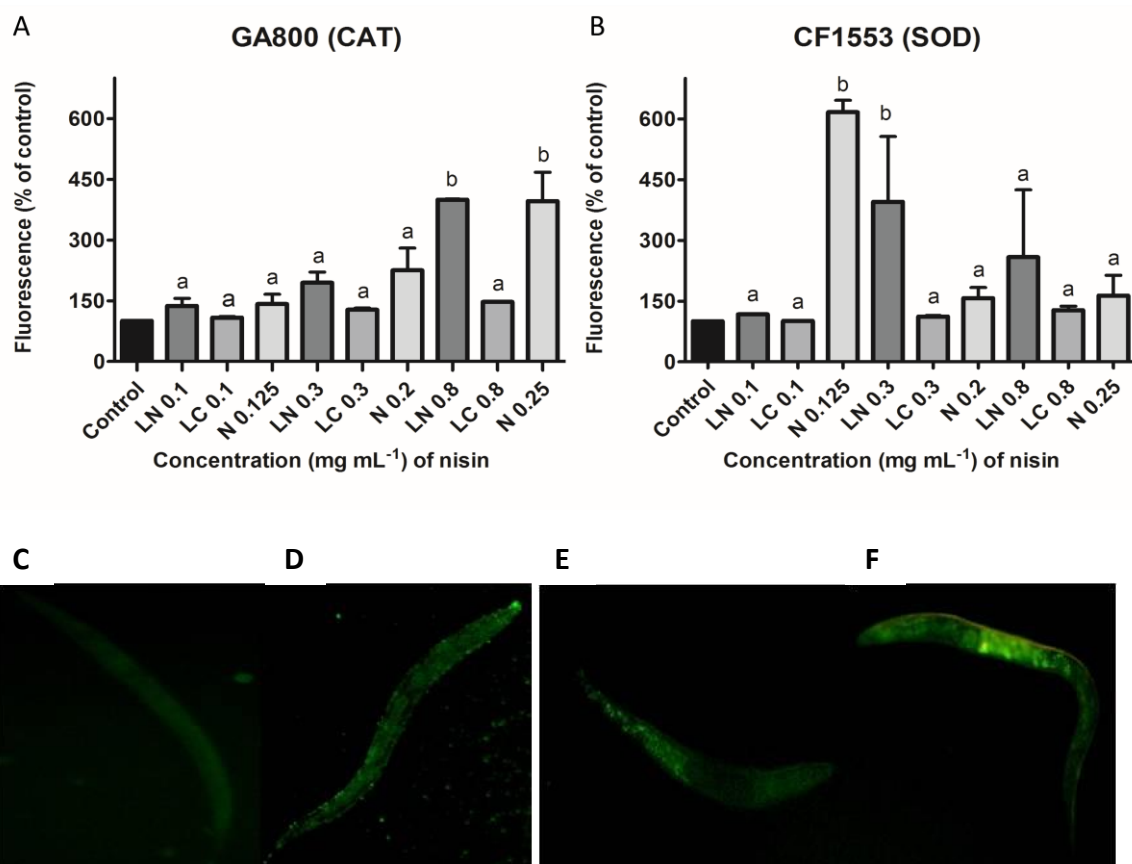 A
GA800 (CAT)
Fluorescence (% of control)
600
450
300
150
0
a
a
a
a
a
a
b
a
b
Control
LN 0.1
LC 0.1
N 0.125
LN 0.3
LC 0.3
N 0.2
LN 0.8
LC 0.8
N 0.25
Concentration (mg mL⁻¹) of nisin
B
CF1553 (SOD)
Fluorescence (% of control)
600
450
300
150
0
a
a
b
b
a
a
a
a
a
Control
LN 0.1
LC 0.1
N 0.125
LN 0.3
LC 0.3
N 0.2
LN 0.8
LC 0.8
N 0.25
Concentration (mg mL⁻¹) of nisin
C
D
E
F